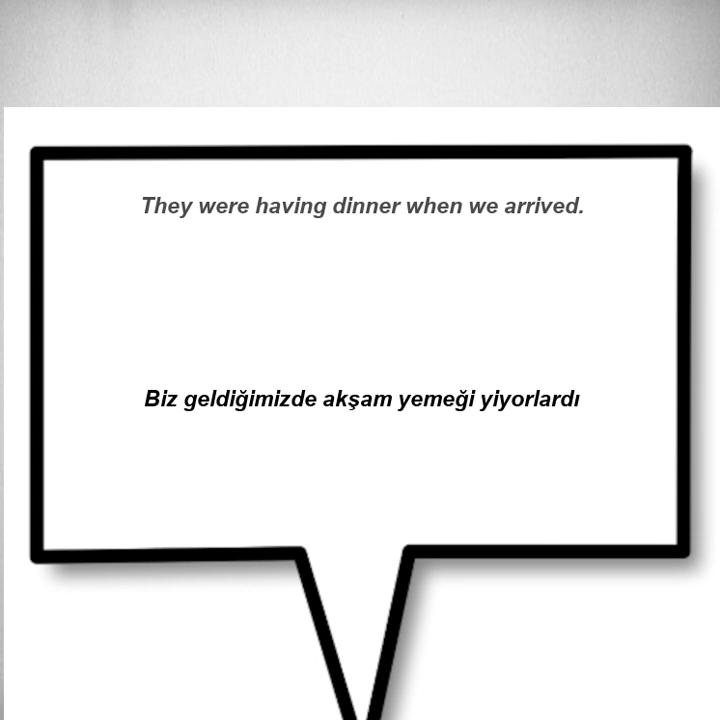 They were having dinner when we arrived.
Biz geldiğimizde akşam yemeği yiyorlardı